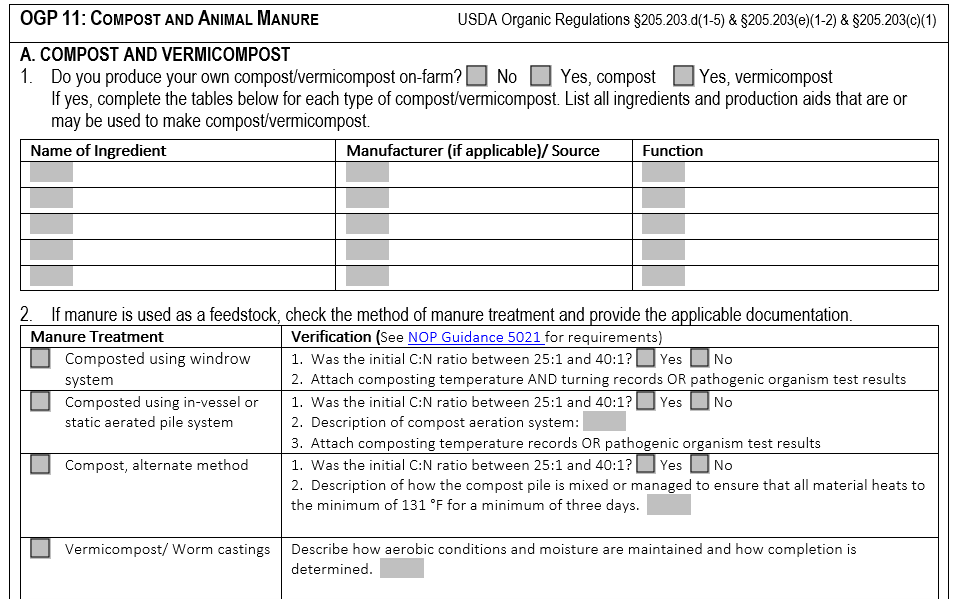 OGP 11: COMPOST AND ANIMAL MANURE USDA Organic Regulations §205.203.d(1-5) & §205.203(e)(1-2) & §205.203(c)(1)
A. COMPOST AND VERMICOMPOST
1. Do you produce your own compost/vermicompost on-farm? No Yes, compost Yes, vermicompost
If yes, complete the tables below for each type of compost/vermicompost. List all ingredients and production aids that are or
may be used to make compost/vermicompost.
Name of Ingredient Manufacturer (if applicable)/ Source Function
2. If manure is used as a feedstock, check the method of manure treatment and provide the applicable documentation.
Manure Treatment Verification (See NOP Guidance 5021 for requirements)
Composted using windrow
system
1. Was the initial C:N ratio between 25:1 and 40:1? Yes No
2. Attach composting temperature AND turning records OR pathogenic organism test results
Composted using in-vessel or
static aerated pile system
1. Was the initial C:N ratio between 25:1 and 40:1? Yes No
2. Description of compost aeration system:
3. Attach composting temperature records OR pathogenic organism test results
Compost, alternate method
1. Was the initial C:N ratio between 25:1 and 40:1? Yes No
2. Description of how the compost pile is mixed or managed to ensure that all material heats to
the minimum of 131 °F for a minimum of three days.
Vermicompost/ Worm castings
Describe how aerobic conditions and moisture are maintained and how completion is
determined.